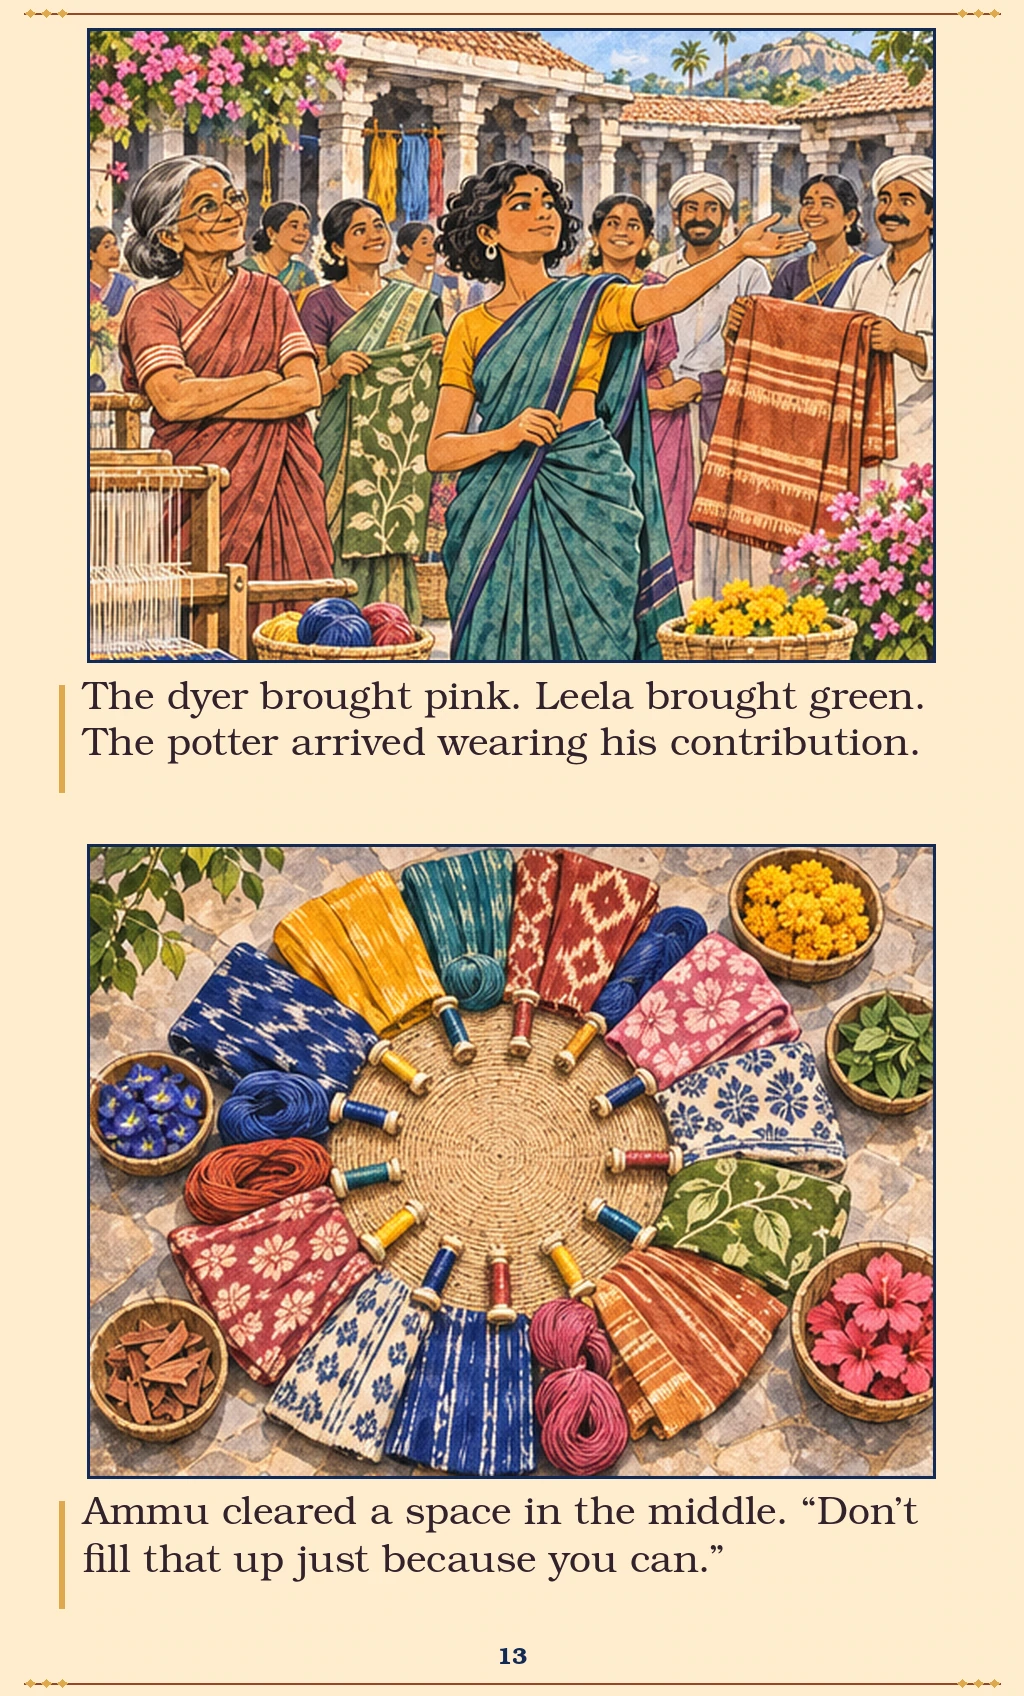 The dyer brought pink. Leela brought green.
The potter arrived wearing his contribution.
Ammu cleared a space in the middle. “Don’t
fill that up just because you can.”
13